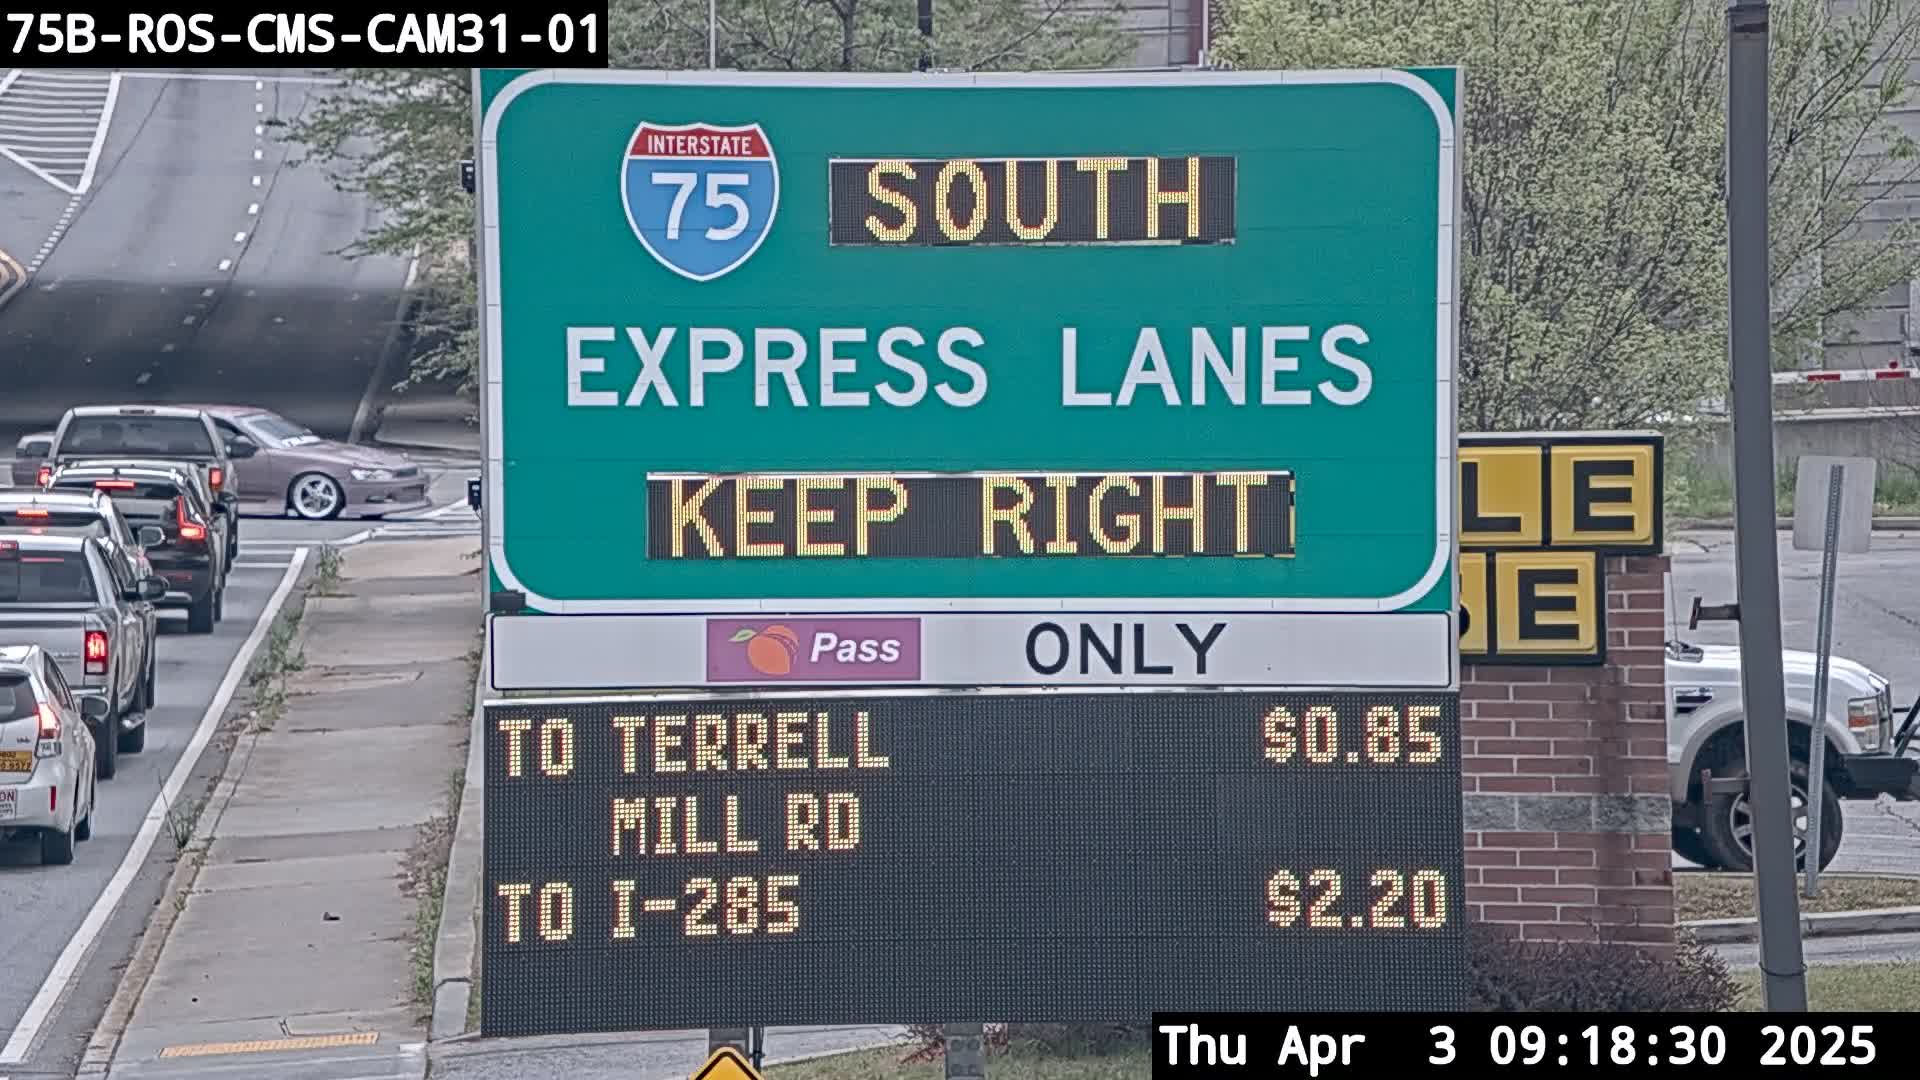 75B-ROS-CMS-CAM31-01
INTERSTATE
75
SOUTH
EXPRESS LANES
KEEP RIGHT
Pass ONLY
TO TERRELL $0.85
MILL RD
TO I-285 $2.20
LE
E
Thu Apr 3 09:18:30 2025